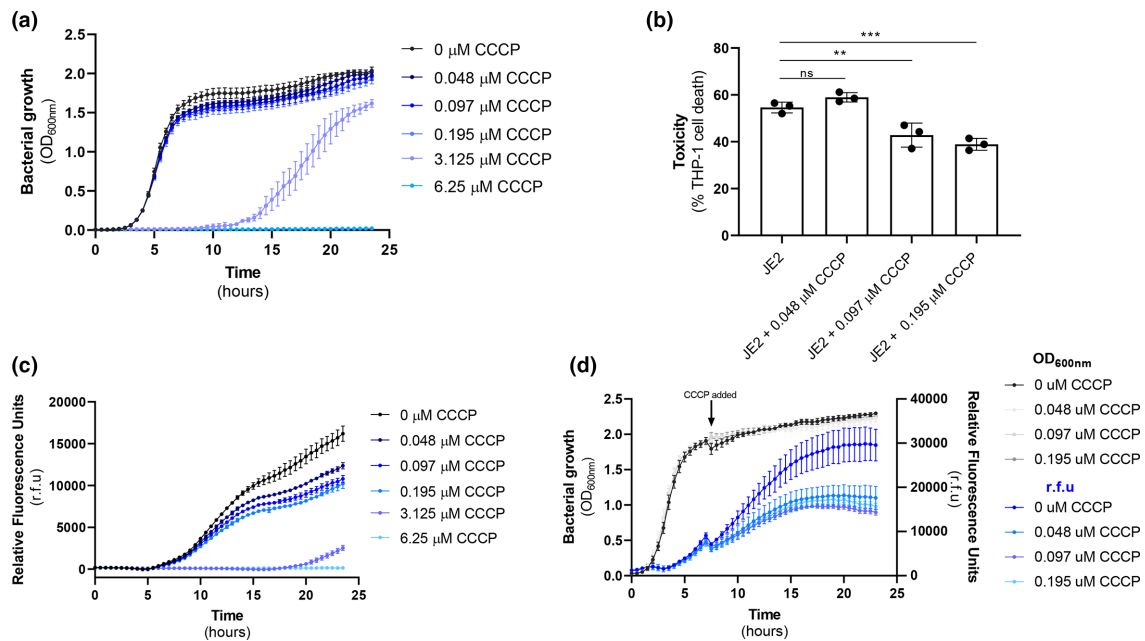 (a)
2.5
2.0
1.5
1.0
0.5
0.0
Bacterial growth
(OD600nm)
0 5 10 15 20 25
Time
(hours)
0 μM CCCP
0.048 μM CCCP
0.097 μM CCCP
0.195 μM CCCP
3.125 μM CCCP
6.25 μM CCCP
(b)
80
60
40
20
0
Toxicity
(% THP-1 cell death)
***
**
ns
JE2
JE2 + 0.048 μM CCCP
JE2 + 0.097 μM CCCP
JE2 + 0.195 μM CCCP
(c)
20000
15000
10000
5000
0
Relative Fluorescence Units
(r.f.u)
0 5 10 15 20 25
Time
(hours)
0 μM CCCP
0.048 μM CCCP
0.097 μM CCCP
0.195 μM CCCP
3.125 μM CCCP
6.25 μM CCCP
(d)
CCCP added
2.5
2.0
1.5
1.0
0.5
0.0
Bacterial growth
(OD600nm)
40000
30000
20000
10000
0
Relative Fluorescence Units
(r.f.u)
0 5 10 15 20 25
Time
(hours)
OD600nm
0 uM CCCP
0.048 uM CCCP
0.097 uM CCCP
0.195 uM CCCP
r.f.u
0 uM CCCP
0.048 uM CCCP
0.097 uM CCCP
0.195 uM CCCP